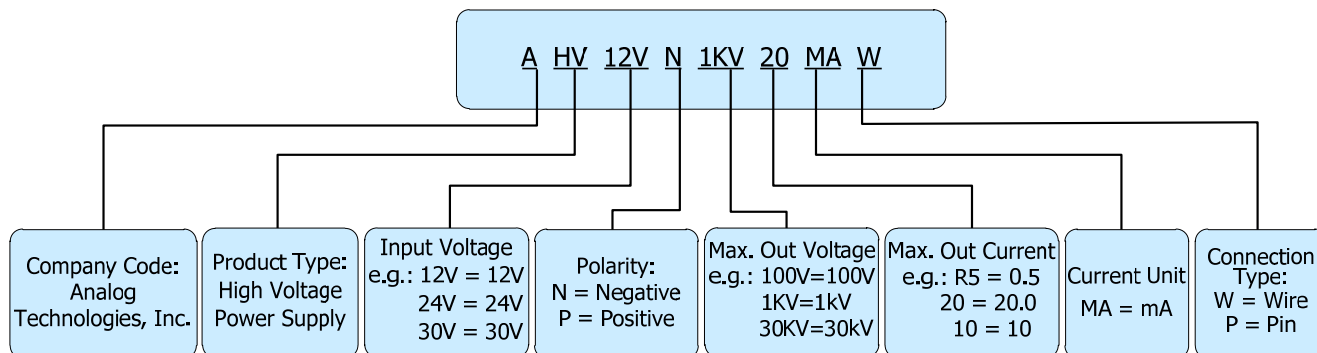 A HV 12V N 1KV 20 MA W
Company Code:
Analog
Technologies, Inc.
Product Type:
High Voltage
Power Supply
Input Voltage
e.g.: 12V = 12V
24V = 24V
30V = 30V
Polarity:
N = Negative
P = Positive
Max. Out Voltage
e.g.: 100V=100V
1KV=1kV
30KV=30kV
Max. Out Current
e.g.: R5 = 0.5
20 = 20.0
10 = 10
Current Unit
MA = mA
Connection
Type:
W = Wire
P = Pin